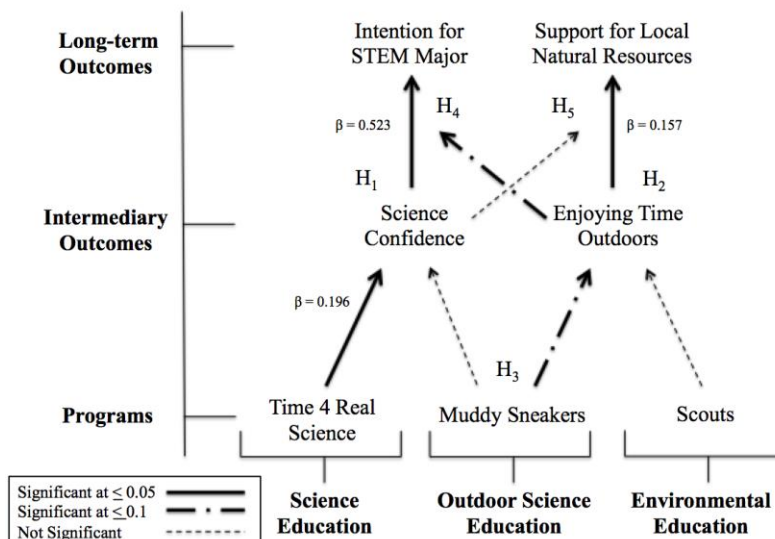 Long-term
Outcomes
Intention for
STEM Major
Support for Local
Natural Resources
H4
H5
β = 0.523
β = 0.157
H1
H2
Intermediary
Outcomes
Science
Confidence
Enjoying Time
Outdoors
β = 0.196
H3
Programs
Time 4 Real
Science
Muddy Sneakers
Scouts
Science
Education
Outdoor Science
Education
Environmental
Education
Significant at ≤ 0.05
Significant at ≤ 0.1
Not Significant